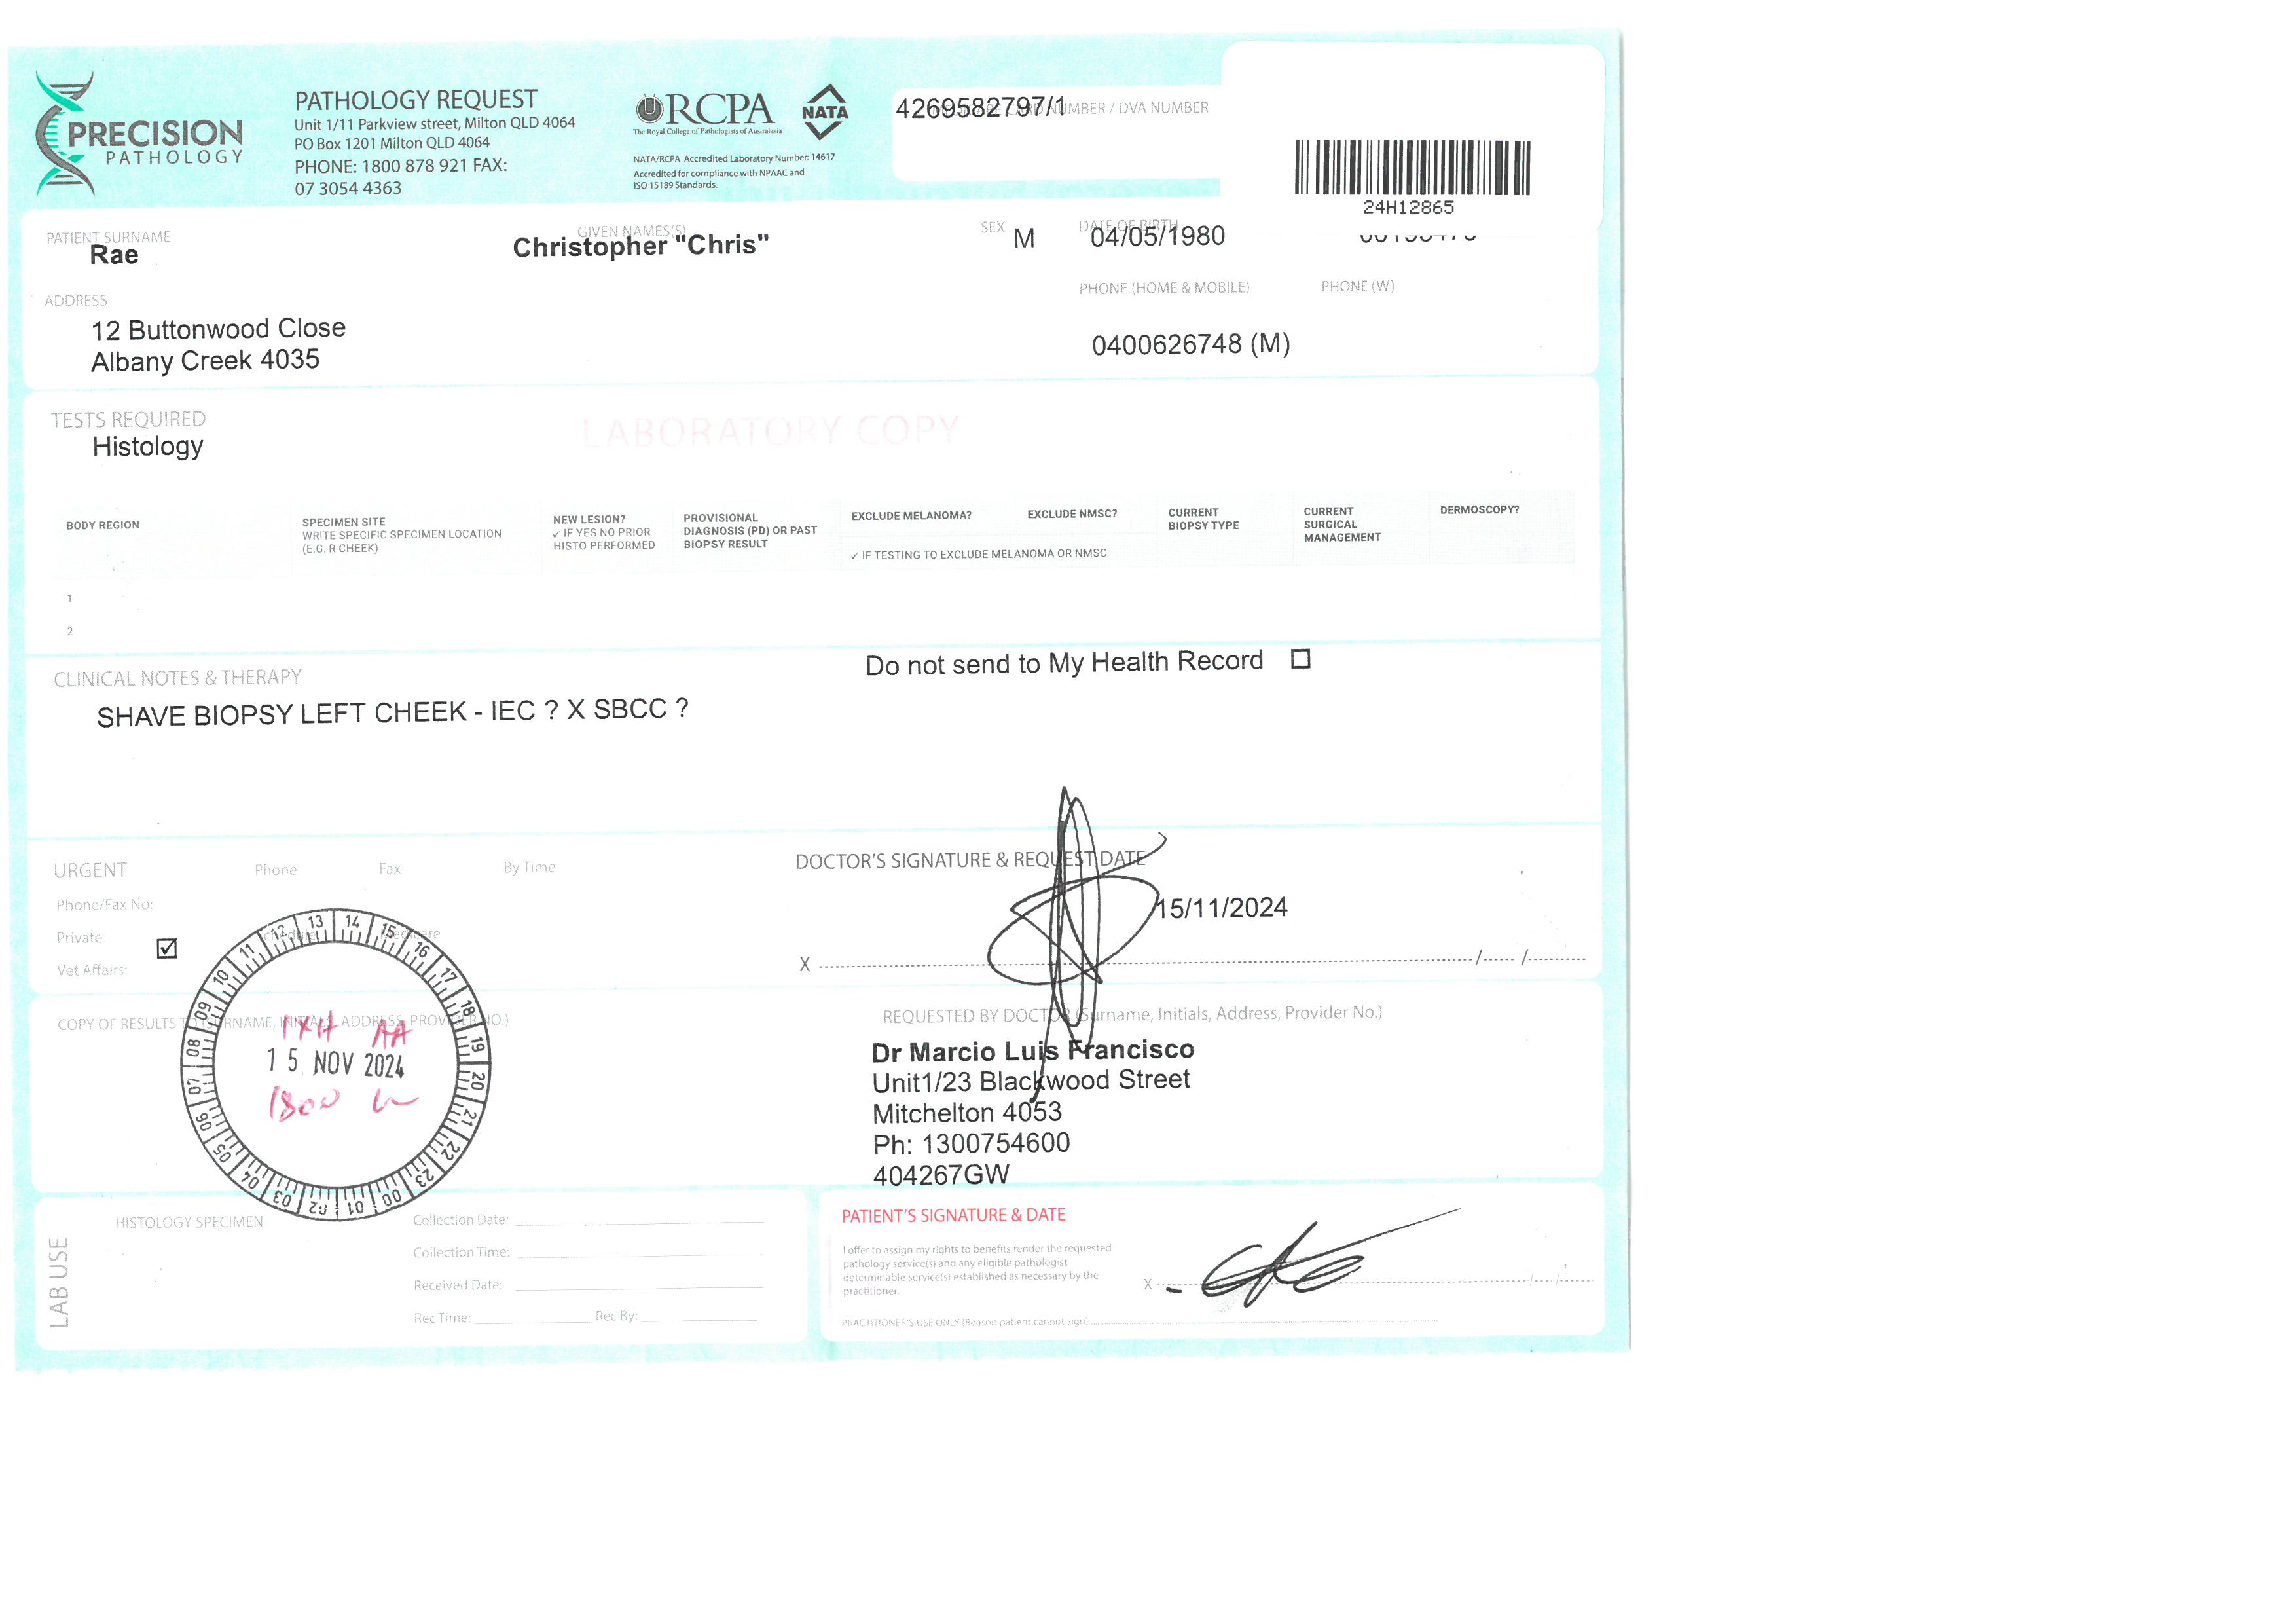 PRECISION
PATHOLOGY
PATHOLOGY REQUEST
Unit 1/11 Parkview street, Milton QLD 4064
PO Box 1201 Milton QLD 4064
PHONE: 1800 878 921 FAX:
07 3054 4363
RCPA
The Royal College of Pathologists of Australasia
NATA
NATA/RCPA Accredited Laboratory Number: 14617
Accredited for compliance with NPAAC and
ISO 15189 Standards.
4269582797/1
CARD NUMBER / DVA NUMBER
24H12865
PATIENT SURNAME
Rae
GIVEN NAMES(S)
Christopher "Chris"
SEX
M
DATE OF BIRTH
04/05/1980
ADDRESS
12 Buttonwood Close
Albany Creek 4035
PHONE (HOME & MOBILE)
PHONE (W)
0400626748 (M)
TESTS REQUIRED
Histology
LABORATORY COPY
BODY REGION
SPECIMEN SITE
WRITE SPECIFIC SPECIMEN LOCATION
(E.G. R CHEEK)
NEW LESION?
✓ IF YES NO PRIOR
HISTO PERFORMED
PROVISIONAL
DIAGNOSIS (PD) OR PAST
BIOPSY RESULT
EXCLUDE MELANOMA?
EXCLUDE NMSC?
✓ IF TESTING TO EXCLUDE MELANOMA OR NMSC
CURRENT
BIOPSY TYPE
CURRENT
SURGICAL
MANAGEMENT
DERMOSCOPY?
1
2
CLINICAL NOTES & THERAPY
Do not send to My Health Record ☐
SHAVE BIOPSY LEFT CHEEK - IEC ? X SBCC ?
URGENT
Phone
Fax
By Time
Phone/Fax No:
Private
Schedule
Medicare
Vet Affairs:
☑
DOCTOR'S SIGNATURE & REQUEST DATE
15/11/2024
X / /
COPY OF RESULTS TO (SURNAME, INITIALS, ADDRESS, PROVIDER NO.)
00 01 02 03 04 05 06 07 08 09 10 11 12 13 14 15 16 17 18 19 20 21 22 23
AA
15 NOV 2024
1800
REQUESTED BY DOCTOR (Surname, Initials, Address, Provider No.)
Dr Marcio Luis Francisco
Unit1/23 Blackwood Street
Mitchelton 4053
Ph: 1300754600
404267GW
LAB USE
HISTOLOGY SPECIMEN
Collection Date:
Collection Time:
Received Date:
Rec Time:
Rec By:
PATIENT'S SIGNATURE & DATE
I offer to assign my rights to benefits render the requested
pathology service(s) and any eligible pathologist
determinable service(s) established as necessary by the
practitioner.
X / /
PRACTITIONER'S USE ONLY (Reason patient cannot sign)